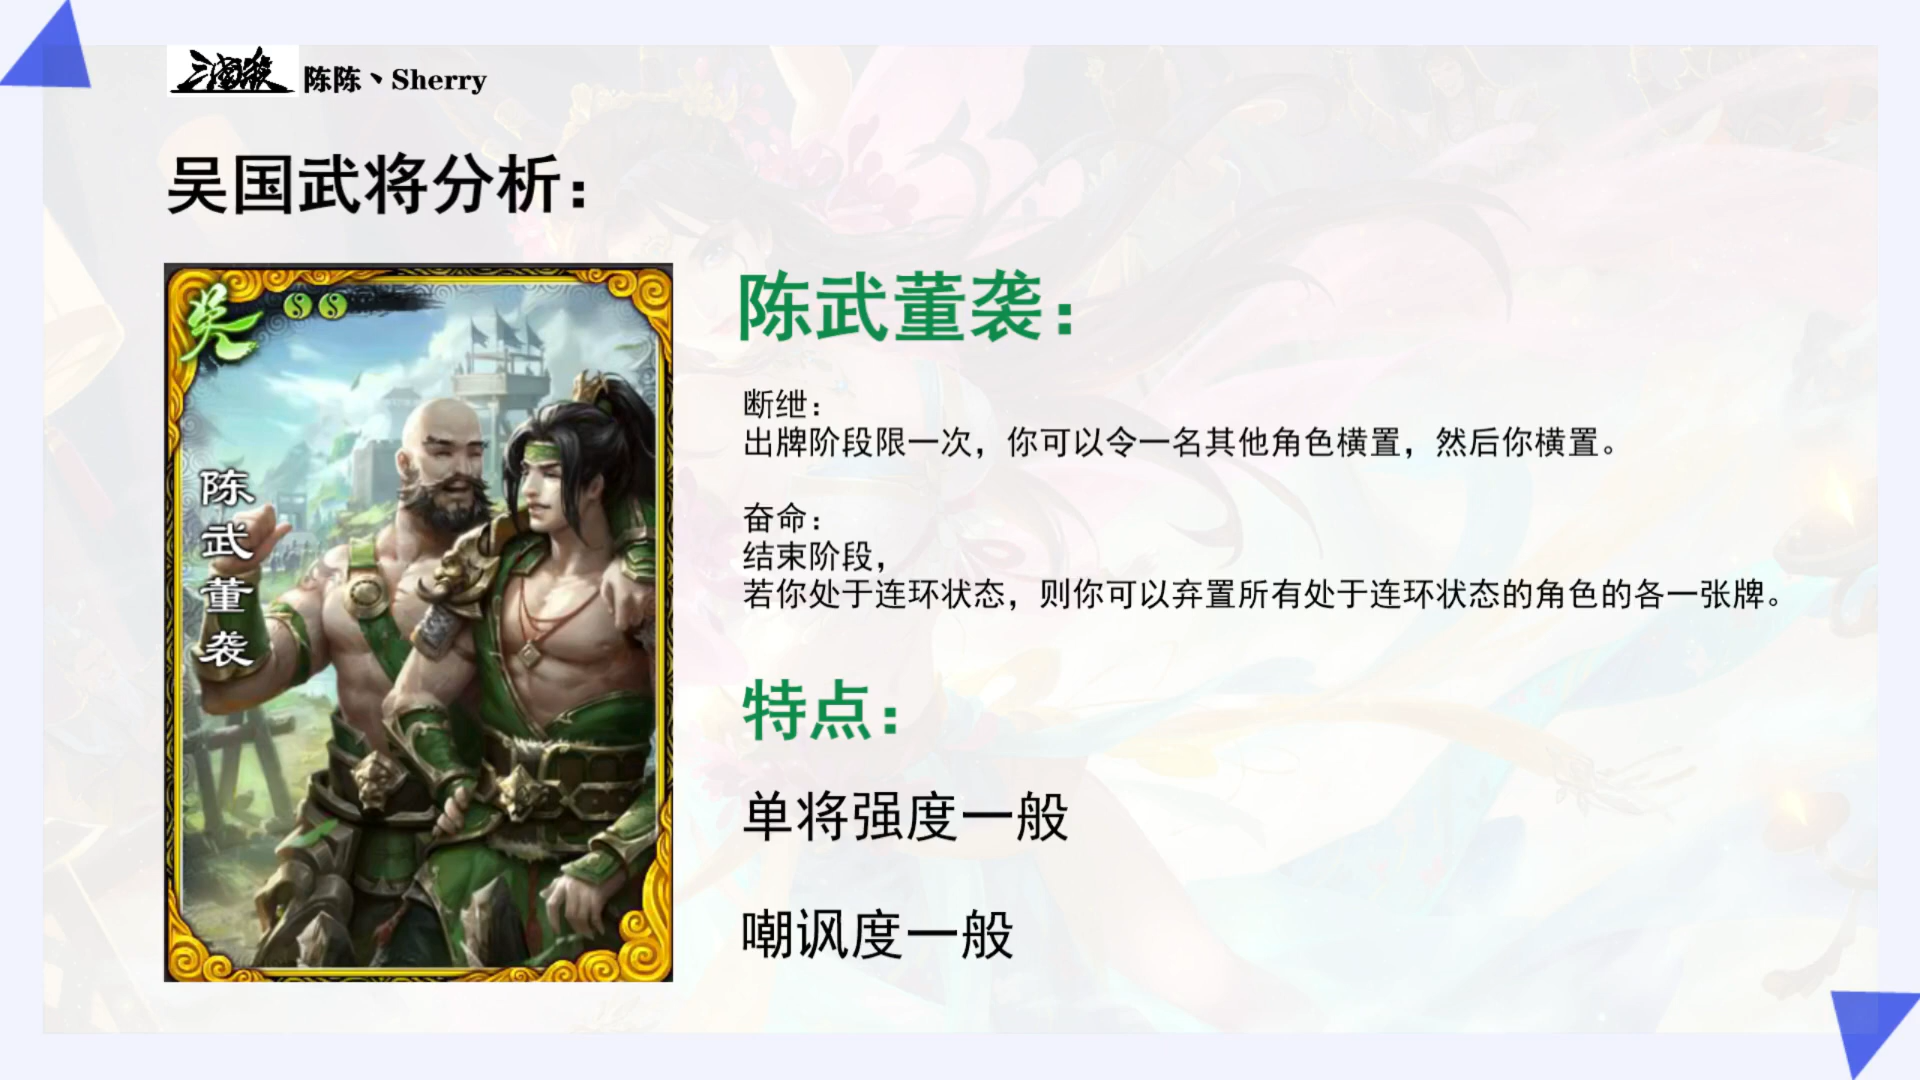 三国杀 陈陈丶Sherry
吴国武将分析：
吴
陈武董袭
陈武董袭：
断绁：
出牌阶段限一次，你可以令一名其他角色横置，然后你横置。
奋命：
结束阶段，
若你处于连环状态，则你可以弃置所有处于连环状态的角色的各一张牌。
特点：
单将强度一般
嘲讽度一般